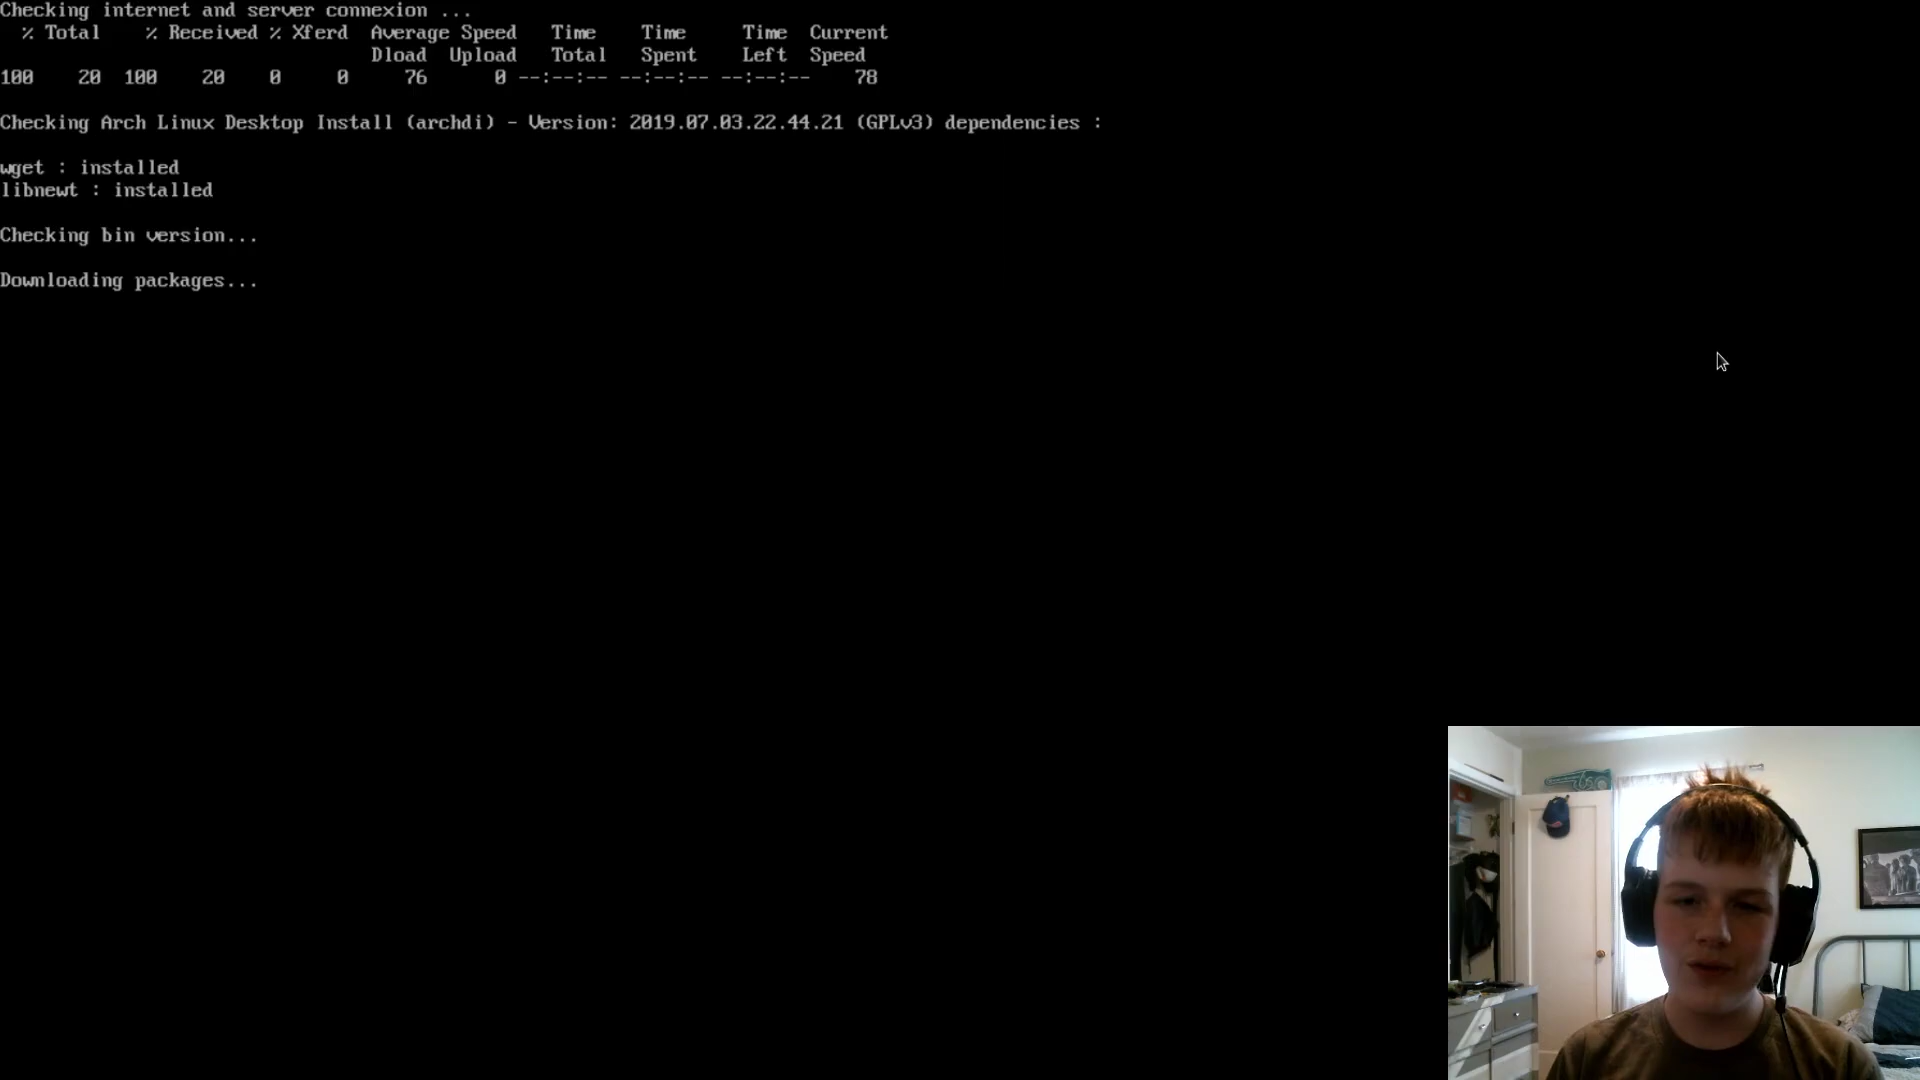 Checking internet and server connexion ...
% Total % Received % Xferd Average Speed Time Time Time Current
Dload Upload Total Spent Left Speed
100 20 100 20 0 0 76 0 --:--:-- --:--:-- --:--:-- 78
Checking Arch Linux Desktop Install (archdi) - Version: 2019.07.03.22.44.21 (GPLv3) dependencies :
wget : installed
libnewt : installed
Checking bin version...
Downloading packages...